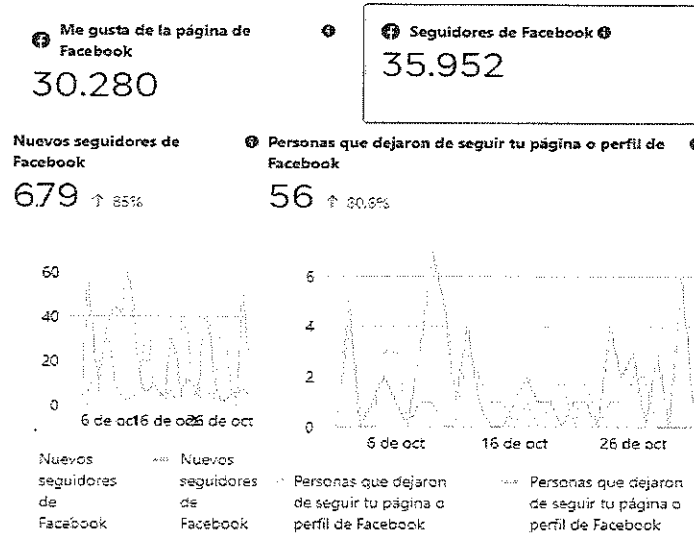 Me gusta de la página de
Facebook
30.280
Seguidores de Facebook
35.952
Nuevos seguidores de
Facebook
679 ↑ 85%
Personas que dejaron de seguir tu página o perfil de
Facebook
56 ↑ 80,6%
60
40
20
0
6 de oct 16 de oct 26 de oct
Nuevos
seguidores
de
Facebook
Nuevos
seguidores
de
Facebook
6
4
2
0
6 de oct 16 de oct 26 de oct
Personas que dejaron
de seguir tu página o
perfil de Facebook
Personas que dejaron
de seguir tu página o
perfil de Facebook